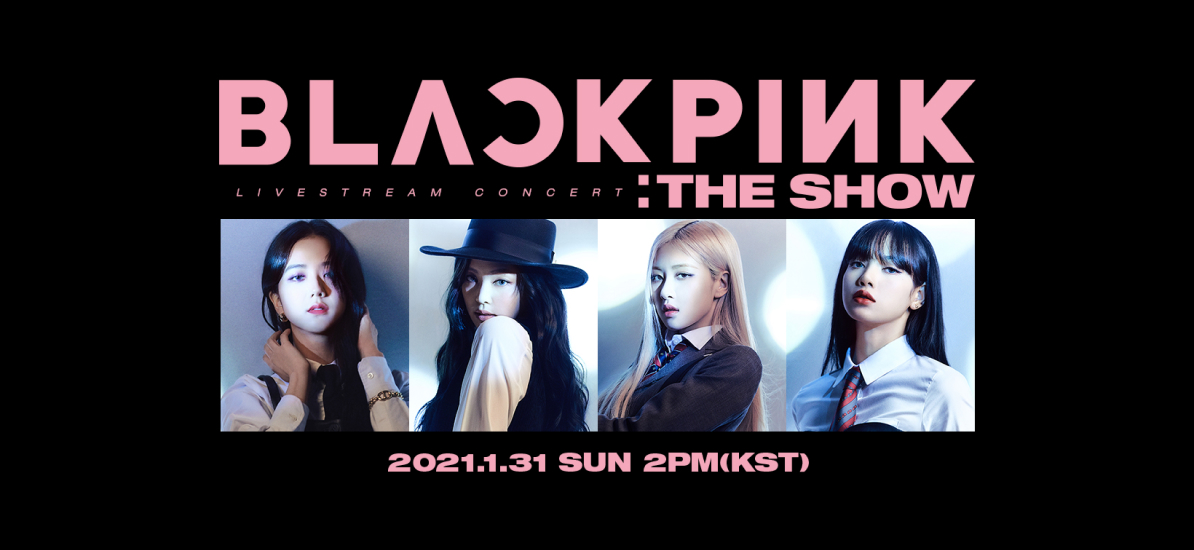 BLACKPINK
LIVESTREAM CONCERT :THE SHOW
2021.1.31 SUN 2PM(KST)